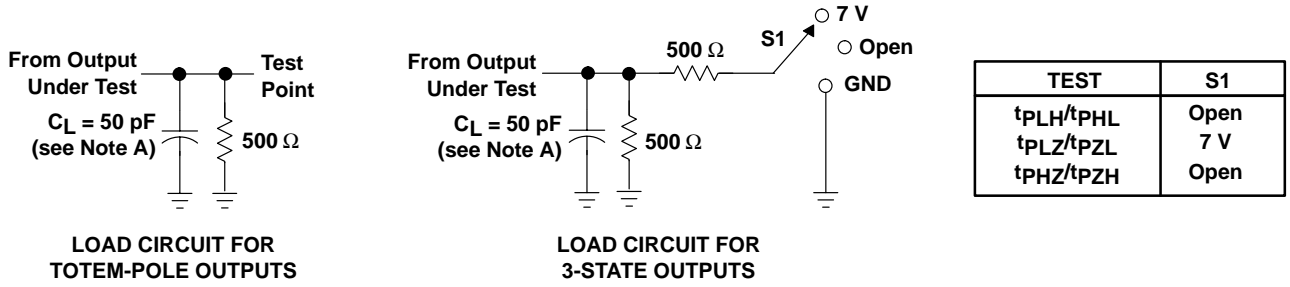 From Output
Under Test
Test
Point
CL = 50 pF
(see Note A)
500 Ω
LOAD CIRCUIT FOR
TOTEM-POLE OUTPUTS
From Output
Under Test
500 Ω
S1
7 V
Open
GND
CL = 50 pF
(see Note A)
500 Ω
LOAD CIRCUIT FOR
3-STATE OUTPUTS
TEST S1
tPLH/tPHL Open
tPLZ/tPZL 7 V
tPHZ/tPZH Open